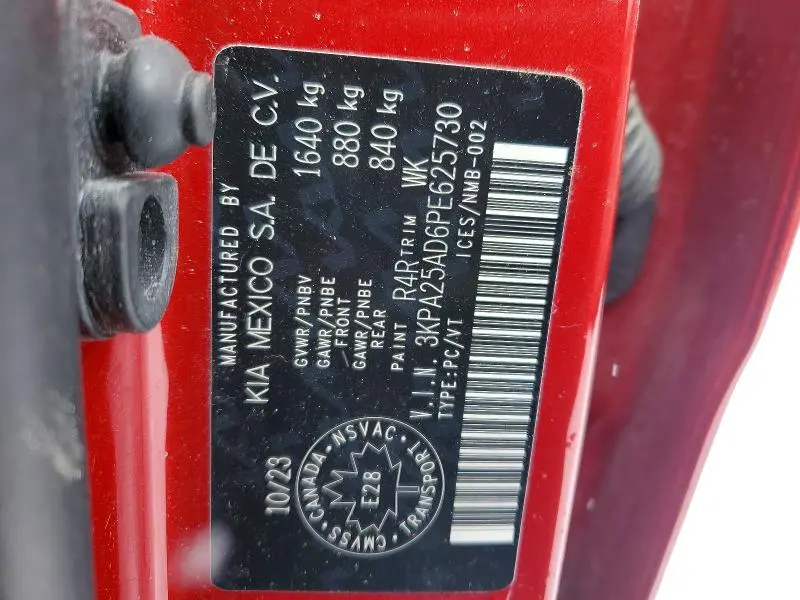 MANUFACTURED BY
KIA MEXICO S.A. DE C.V.
10/23
GVWR/PNBV 1640 kg
GAWR/PNBE FRONT 880 kg
GAWR/PNBE REAR 840 kg
PAINT R4R TRIM WK
V.I.N. 3KPA25AD6PE625730
TYPE:PC/VT ICES/NMB-002
CANADA · NSVAC · TRANSPORT · CMVSS ·
E28